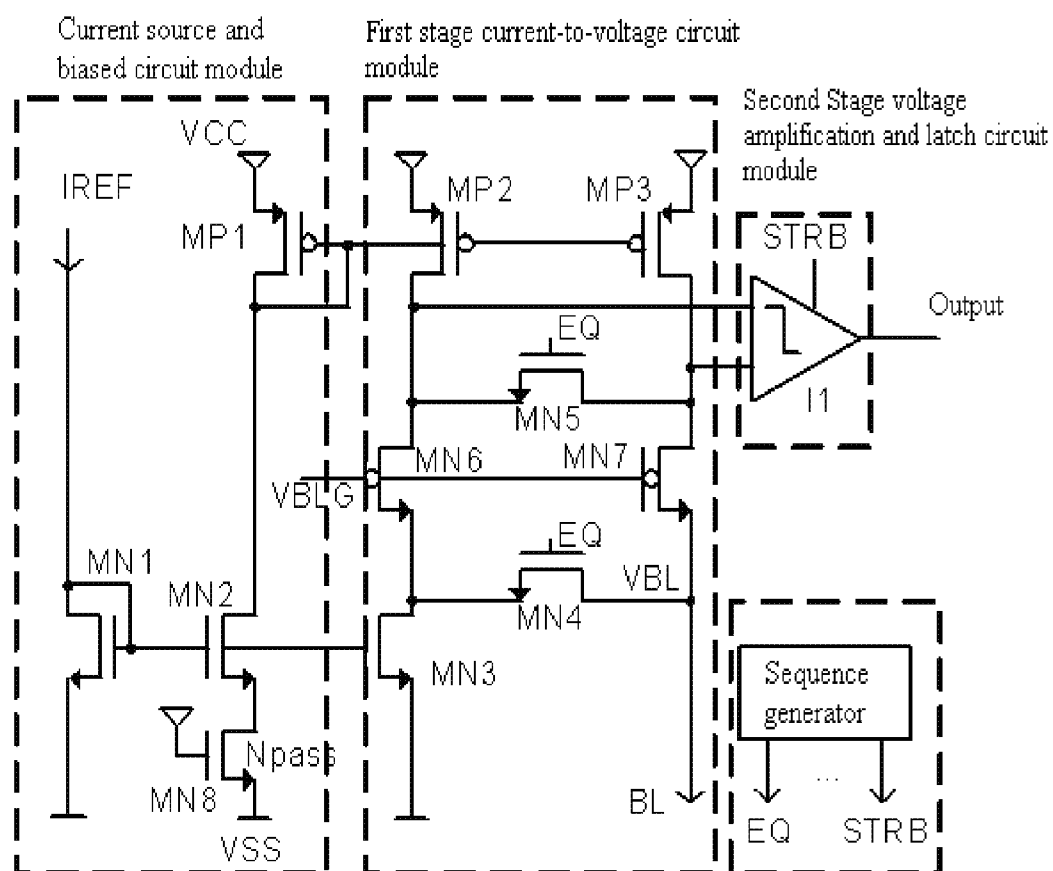 Current source and
biased circuit module
First stage current-to-voltage circuit
module
Second Stage voltage
amplification and latch circuit
module
VCC
IREF
MP1
MP2
MP3
STRB
Output
EQ
I1
MN5
MN6
MN7
VBLG
EQ
MN1
MN2
VBL
MN4
MN3
Sequence
generator
Npass
MN8
...
BL
EQ
STRB
VSS